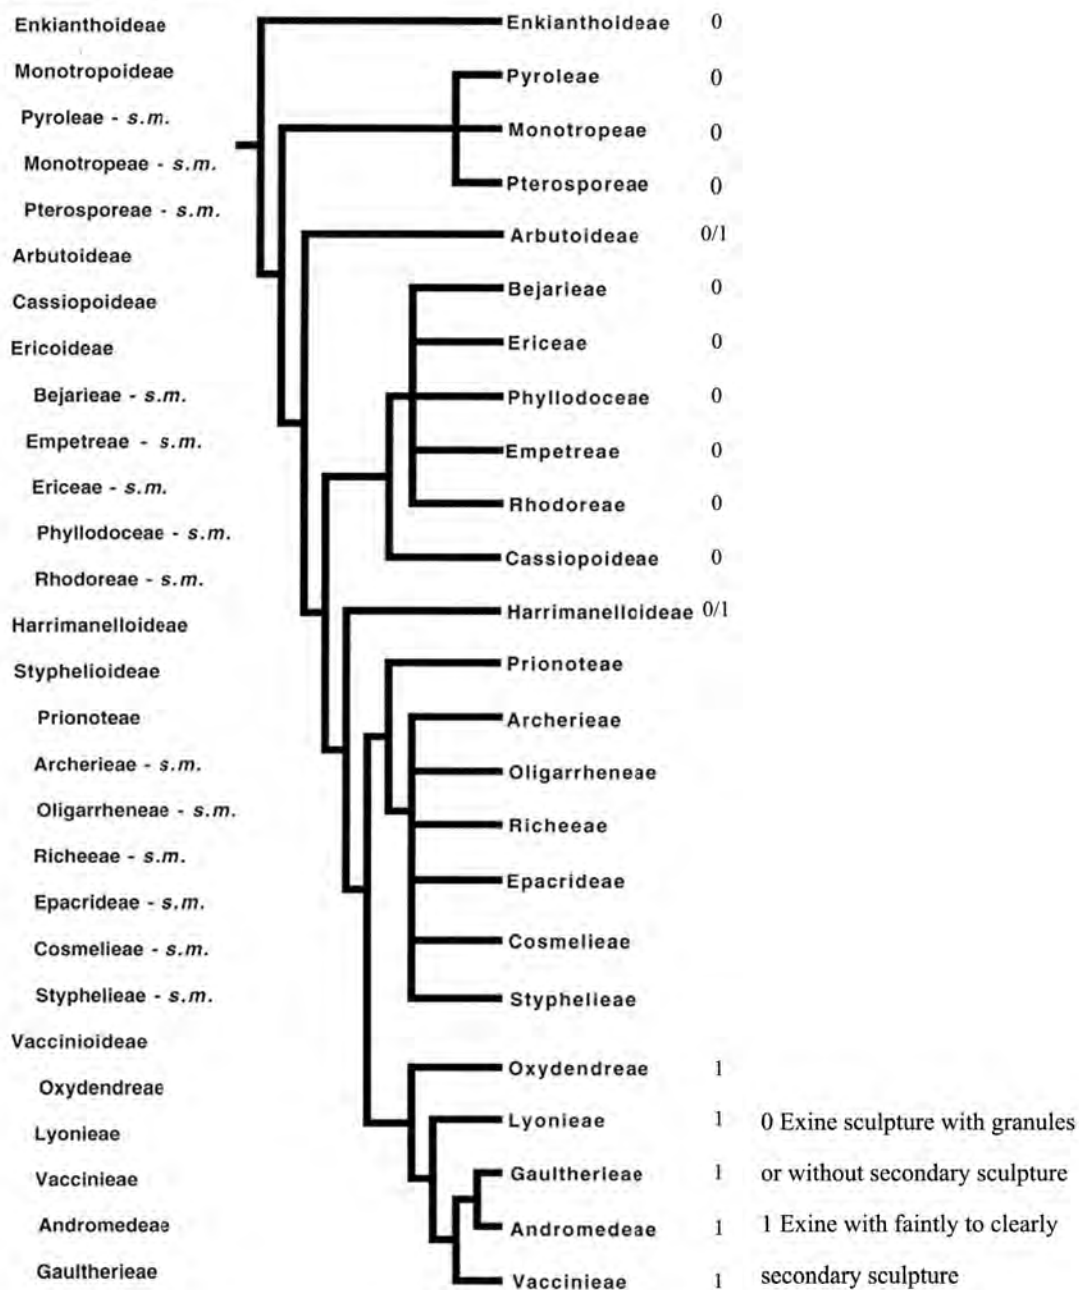 Enkianthoideae
Monotropoideae
Pyroleae - s.m.
Monotropeae - s.m.
Pterosporeae - s.m.
Arbutoideae
Cassiopoideae
Ericoideae
Bejarieae - s.m.
Empetreae - s.m.
Ericeae - s.m.
Phyllodoceae - s.m.
Rhodoreae - s.m.
Harrimanelloideae
Styphelioideae
Prionoteae
Archerieae - s.m.
Oligarrheneae - s.m.
Richeeae - s.m.
Epacrideae - s.m.
Cosmelieae - s.m.
Styphelieae - s.m.
Vaccinioideae
Oxydendreae
Lyonieae
Vaccinieae
Andromedeae
Gaultherieae
Enkianthoideae 0
Pyroleae 0
Monotropeae 0
Pterosporeae 0
Arbutoideae 0/1
Bejarieae 0
Ericeae 0
Phyllodoceae 0
Empetreae 0
Rhodoreae 0
Cassiopoideae 0
Harrimanelloideae 0/1
Prionoteae
Archerieae
Oligarrheneae
Richeeae
Epacrideae
Cosmelieae
Styphelieae
Oxydendreae 1
Lyonieae 1
Gaultherieae 1
Andromedeae 1
Vaccinieae 1
0 Exine sculpture with granules
or without secondary sculpture
1 Exine with faintly to clearly
secondary sculpture